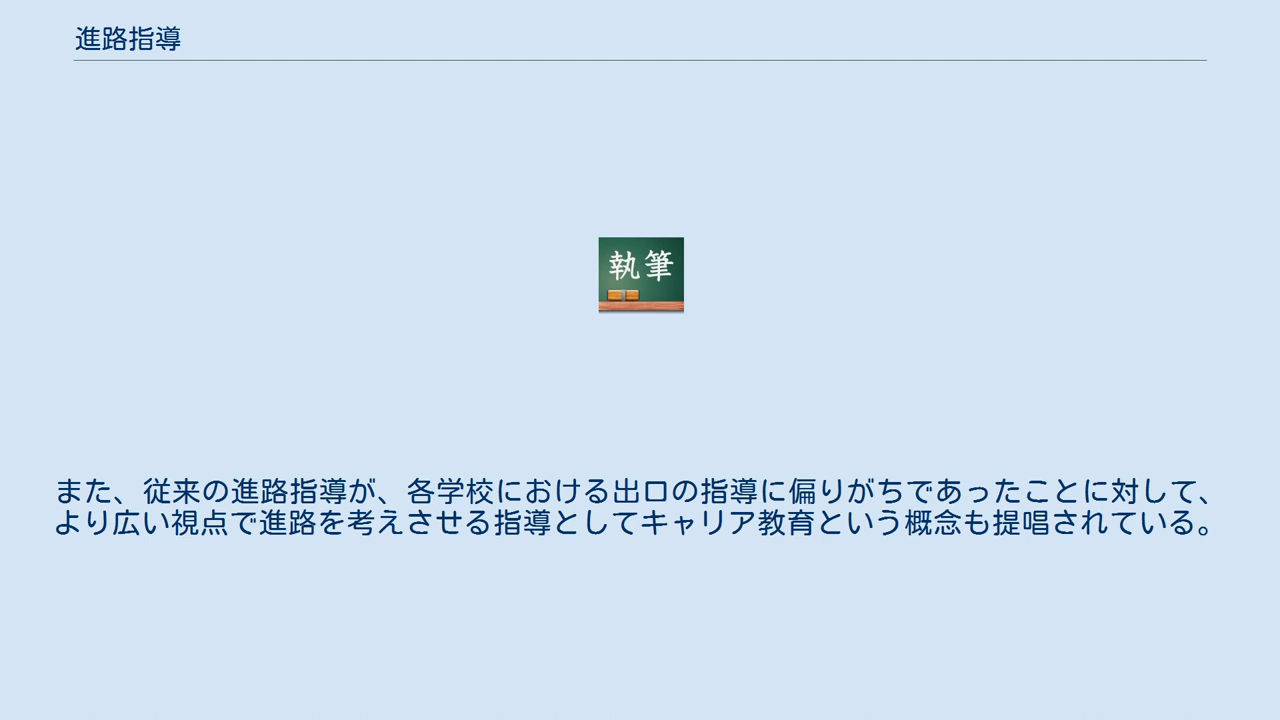 進路指導
執筆
また、従来の進路指導が、各学校における出口の指導に偏りがちであったことに対して、
より広い視点で進路を考えさせる指導としてキャリア教育という概念も提唱されている。